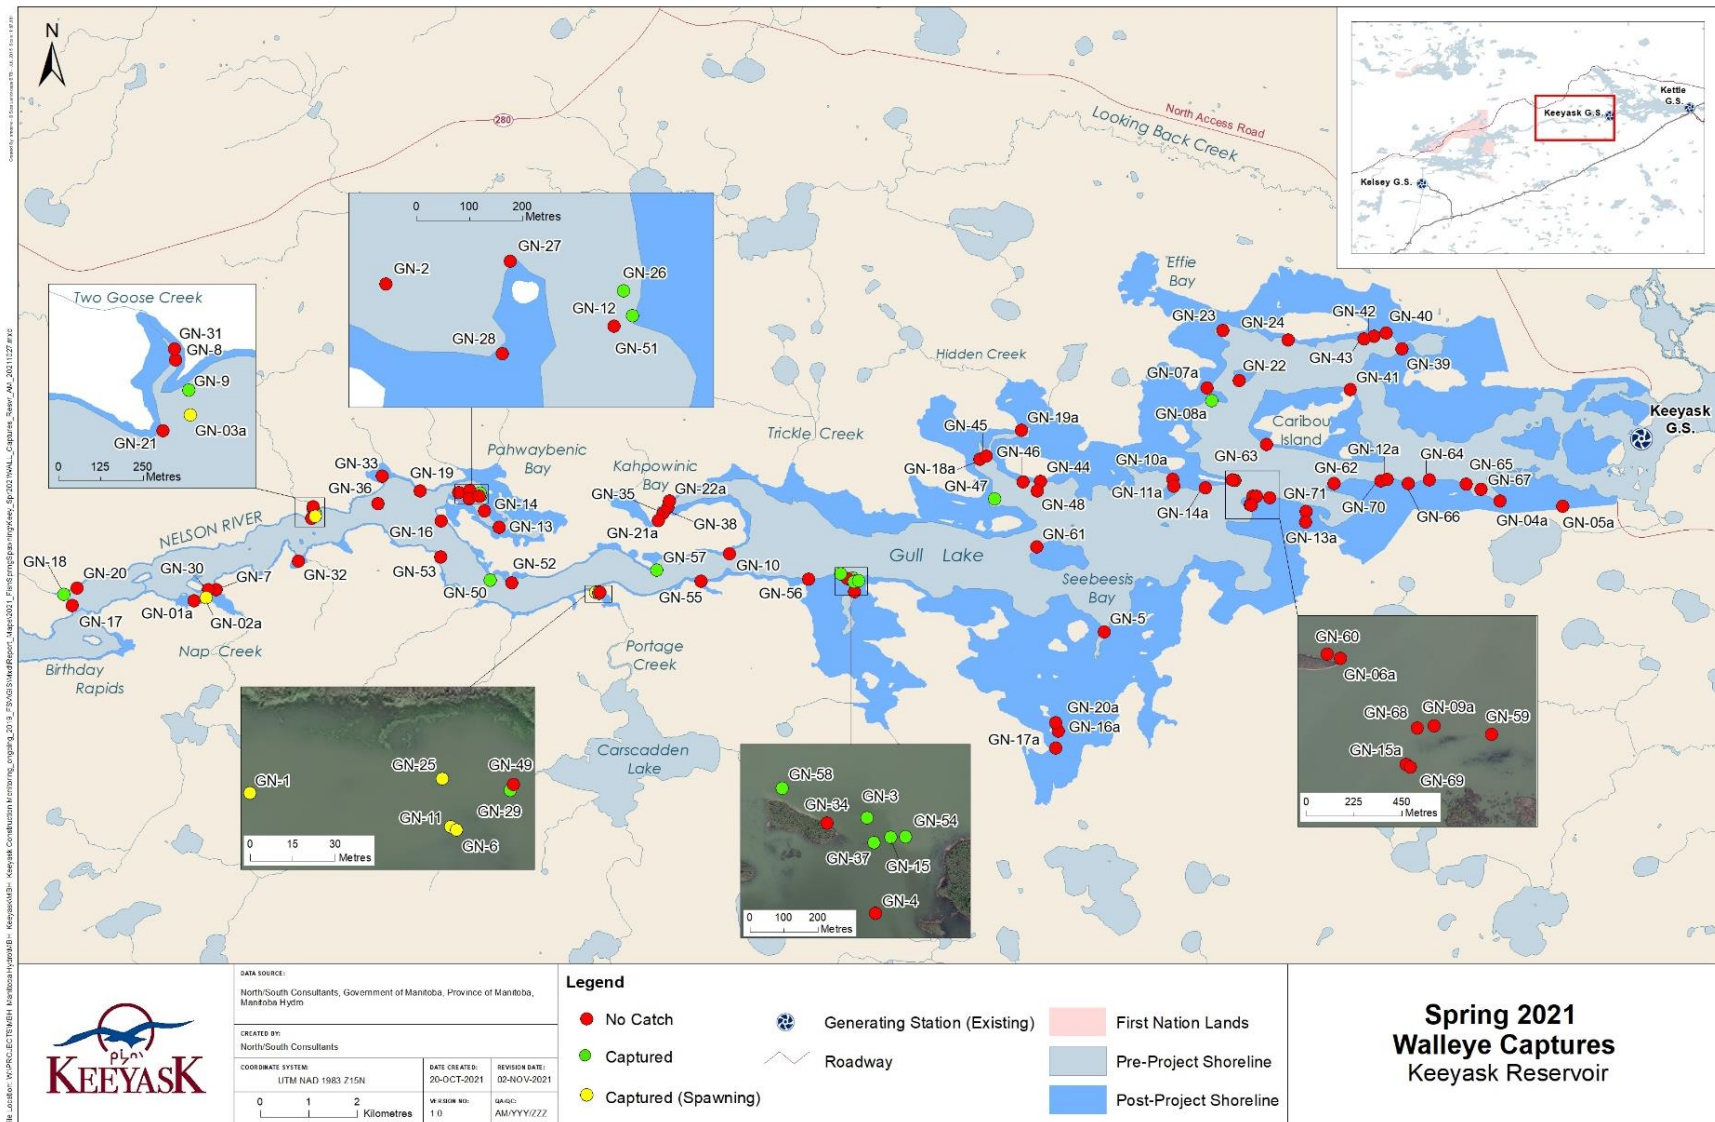 N
280
North Access Road
Looking Back Creek
Kettle
G.S.
Keeyask G.S.
Kelsey G.S.
0 100 200
Metres
GN-27
GN-2
GN-26
GN-12
GN-28
GN-51
Two Goose Creek
GN-31
GN-8
GN-9
GN-03a
GN-21
0 125 250
Metres
Effie
Bay
GN-23
GN-24
GN-42
GN-40
GN-43
GN-39
GN-22
GN-41
GN-07a
GN-08a
Hidden Creek
Caribou
Island
Keeyask
G.S.
GN-19a
GN-45
GN-46
GN-18a
GN-44
GN-47
GN-48
GN-10a
GN-11a
GN-14a
GN-63
GN-62
GN-12a
GN-64
GN-65
GN-67
GN-71
GN-70
GN-66
GN-04a
GN-05a
GN-13a
Trickle Creek
Pahwaybenic
Bay
Kahpowinic
Bay
GN-33
GN-19
GN-36
GN-14
GN-13
GN-16
GN-35
GN-22a
GN-38
GN-21a
NELSON RIVER
GN-18
GN-20
GN-30
GN-7
GN-32
GN-53
GN-52
GN-50
GN-57
GN-10
GN-55
GN-56
Gull Lake
GN-61
Seebeesis
Bay
GN-5
GN-17
GN-01a
GN-02a
Nap Creek
Birthday
Rapids
Portage
Creek
Carscadden
Lake
GN-20a
GN-16a
GN-17a
GN-1
GN-25
GN-49
GN-29
GN-11
GN-6
0 15 30
Metres
GN-58
GN-34
GN-3
GN-54
GN-37
GN-15
GN-4
0 100 200
Metres
GN-60
GN-06a
GN-68
GN-09a
GN-59
GN-15a
GN-69
0 225 450
Metres
KEEYASK
DATA SOURCE:
North/South Consultants, Government of Manitoba, Province of Manitoba,
Manitoba Hydro
CREATED BY:
North/South Consultants
COORDINATE SYSTEM:
UTM NAD 1983 Z15N
DATE CREATED:
20-OCT-2021
REVISION DATE:
02-NOV-2021
0 1 2
Kilometres
VERSION NO:
1.0
QA/QC:
AM/YYY/ZZZ
Legend
No Catch
Captured
Captured (Spawning)
Generating Station (Existing)
Roadway
First Nation Lands
Pre-Project Shoreline
Post-Project Shoreline
Spring 2021
Walleye Captures
Keeyask Reservoir